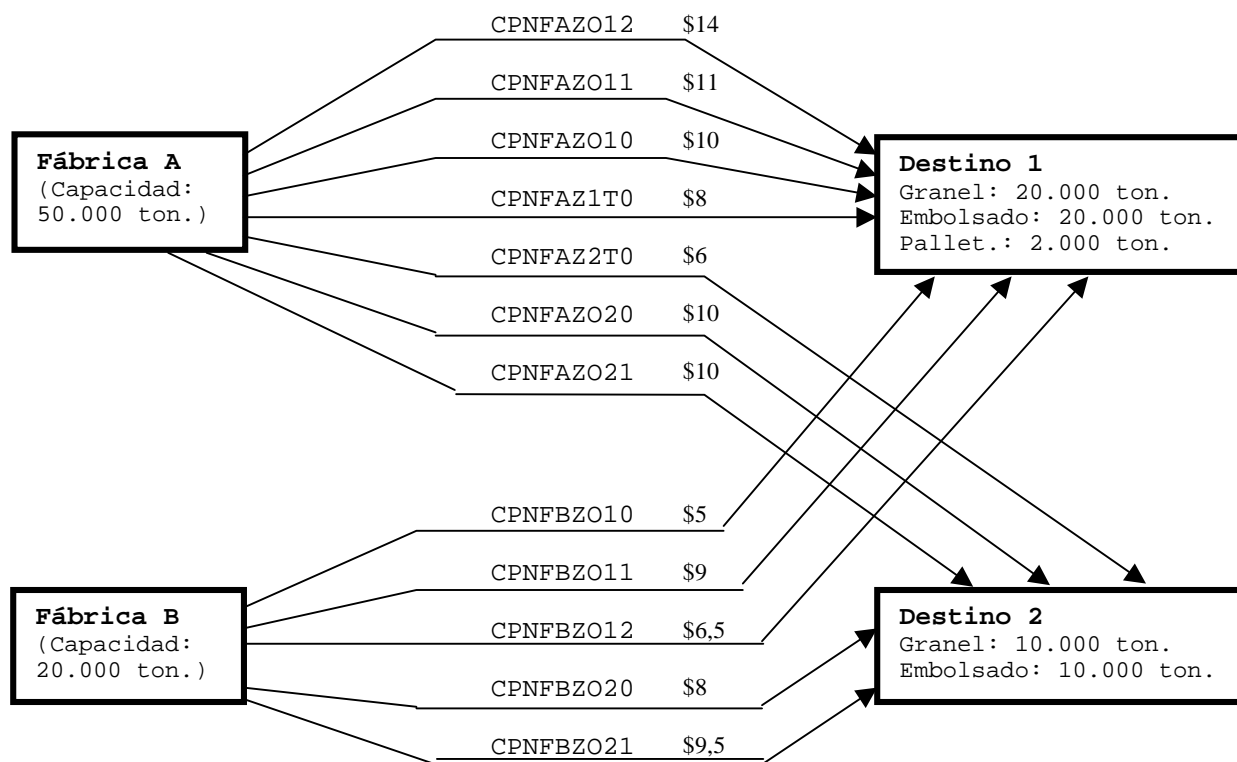 CPNFAZO12 $14
CPNFAZO11 $11
CPNFAZO10 $10
CPNFAZ1T0 $8
CPNFAZ2T0 $6
CPNFAZO20 $10
CPNFAZO21 $10
Fábrica A
(Capacidad:
50.000 ton.)
Destino 1
Granel: 20.000 ton.
Embolsado: 20.000 ton.
Pallet.: 2.000 ton.
CPNFBZO10 $5
CPNFBZO11 $9
CPNFBZO12 $6,5
CPNFBZO20 $8
CPNFBZO21 $9,5
Fábrica B
(Capacidad:
20.000 ton.)
Destino 2
Granel: 10.000 ton.
Embolsado: 10.000 ton.